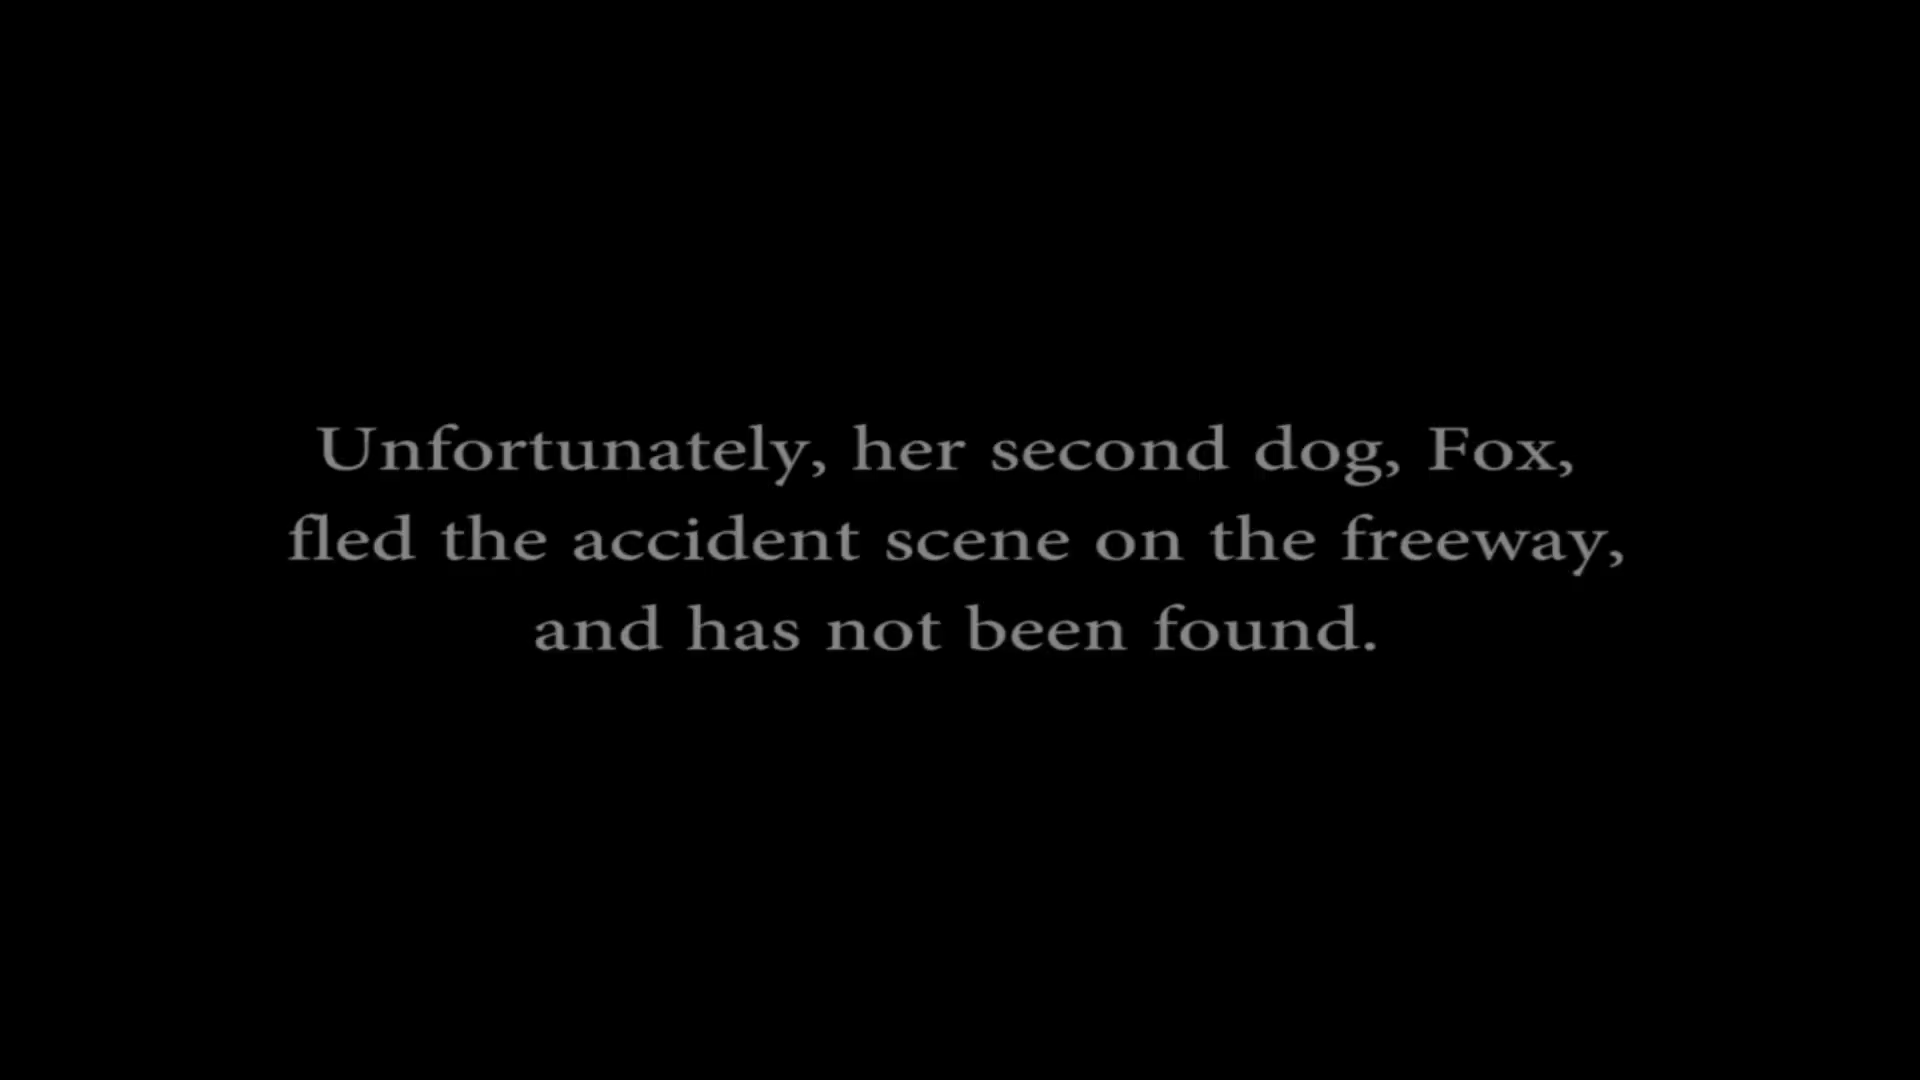 Unfortunately, her second dog, Fox,
fled the accident scene on the freeway,
and has not been found.